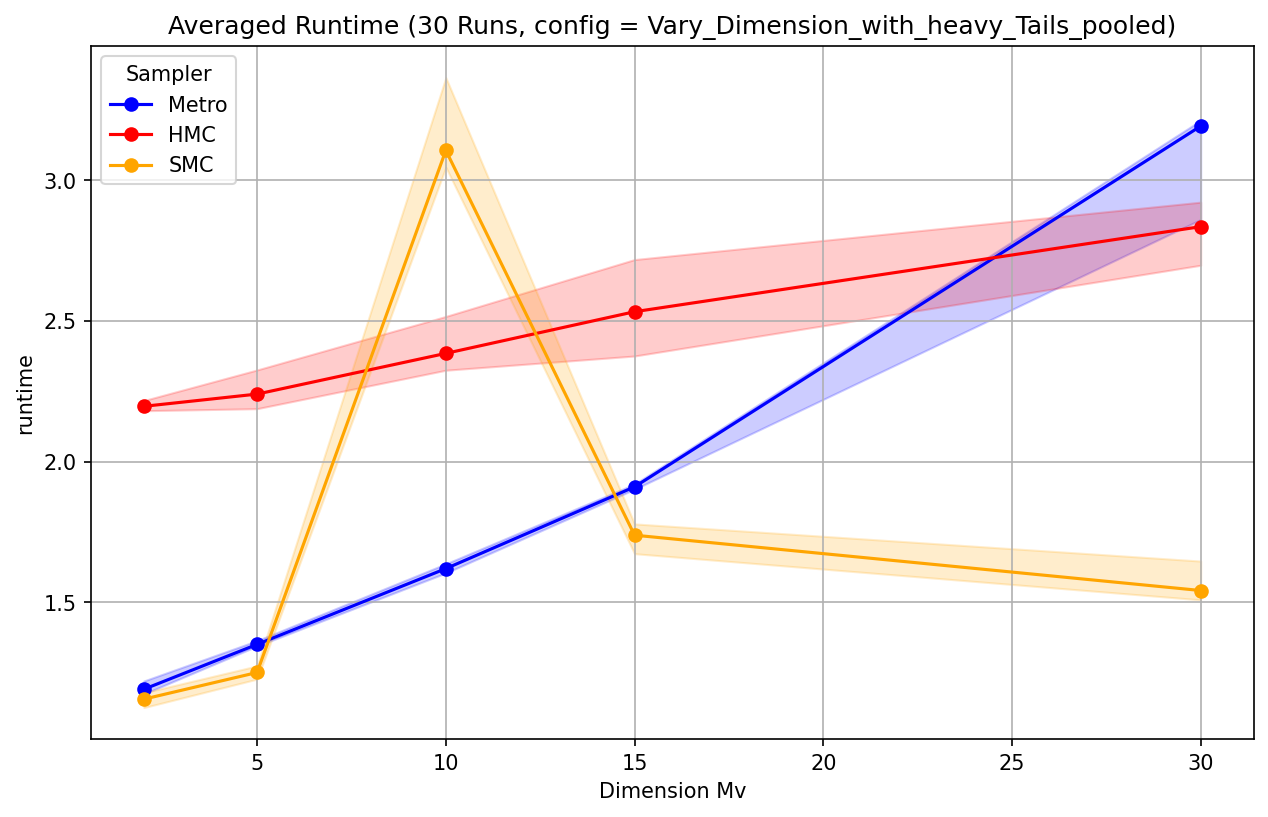 Averaged Runtime (30 Runs, config = Vary_Dimension_with_heavy_Tails_pooled)
Sampler
Metro
HMC
SMC
runtime
3.0
2.5
2.0
1.5
5
10
15
20
25
30
Dimension Mv